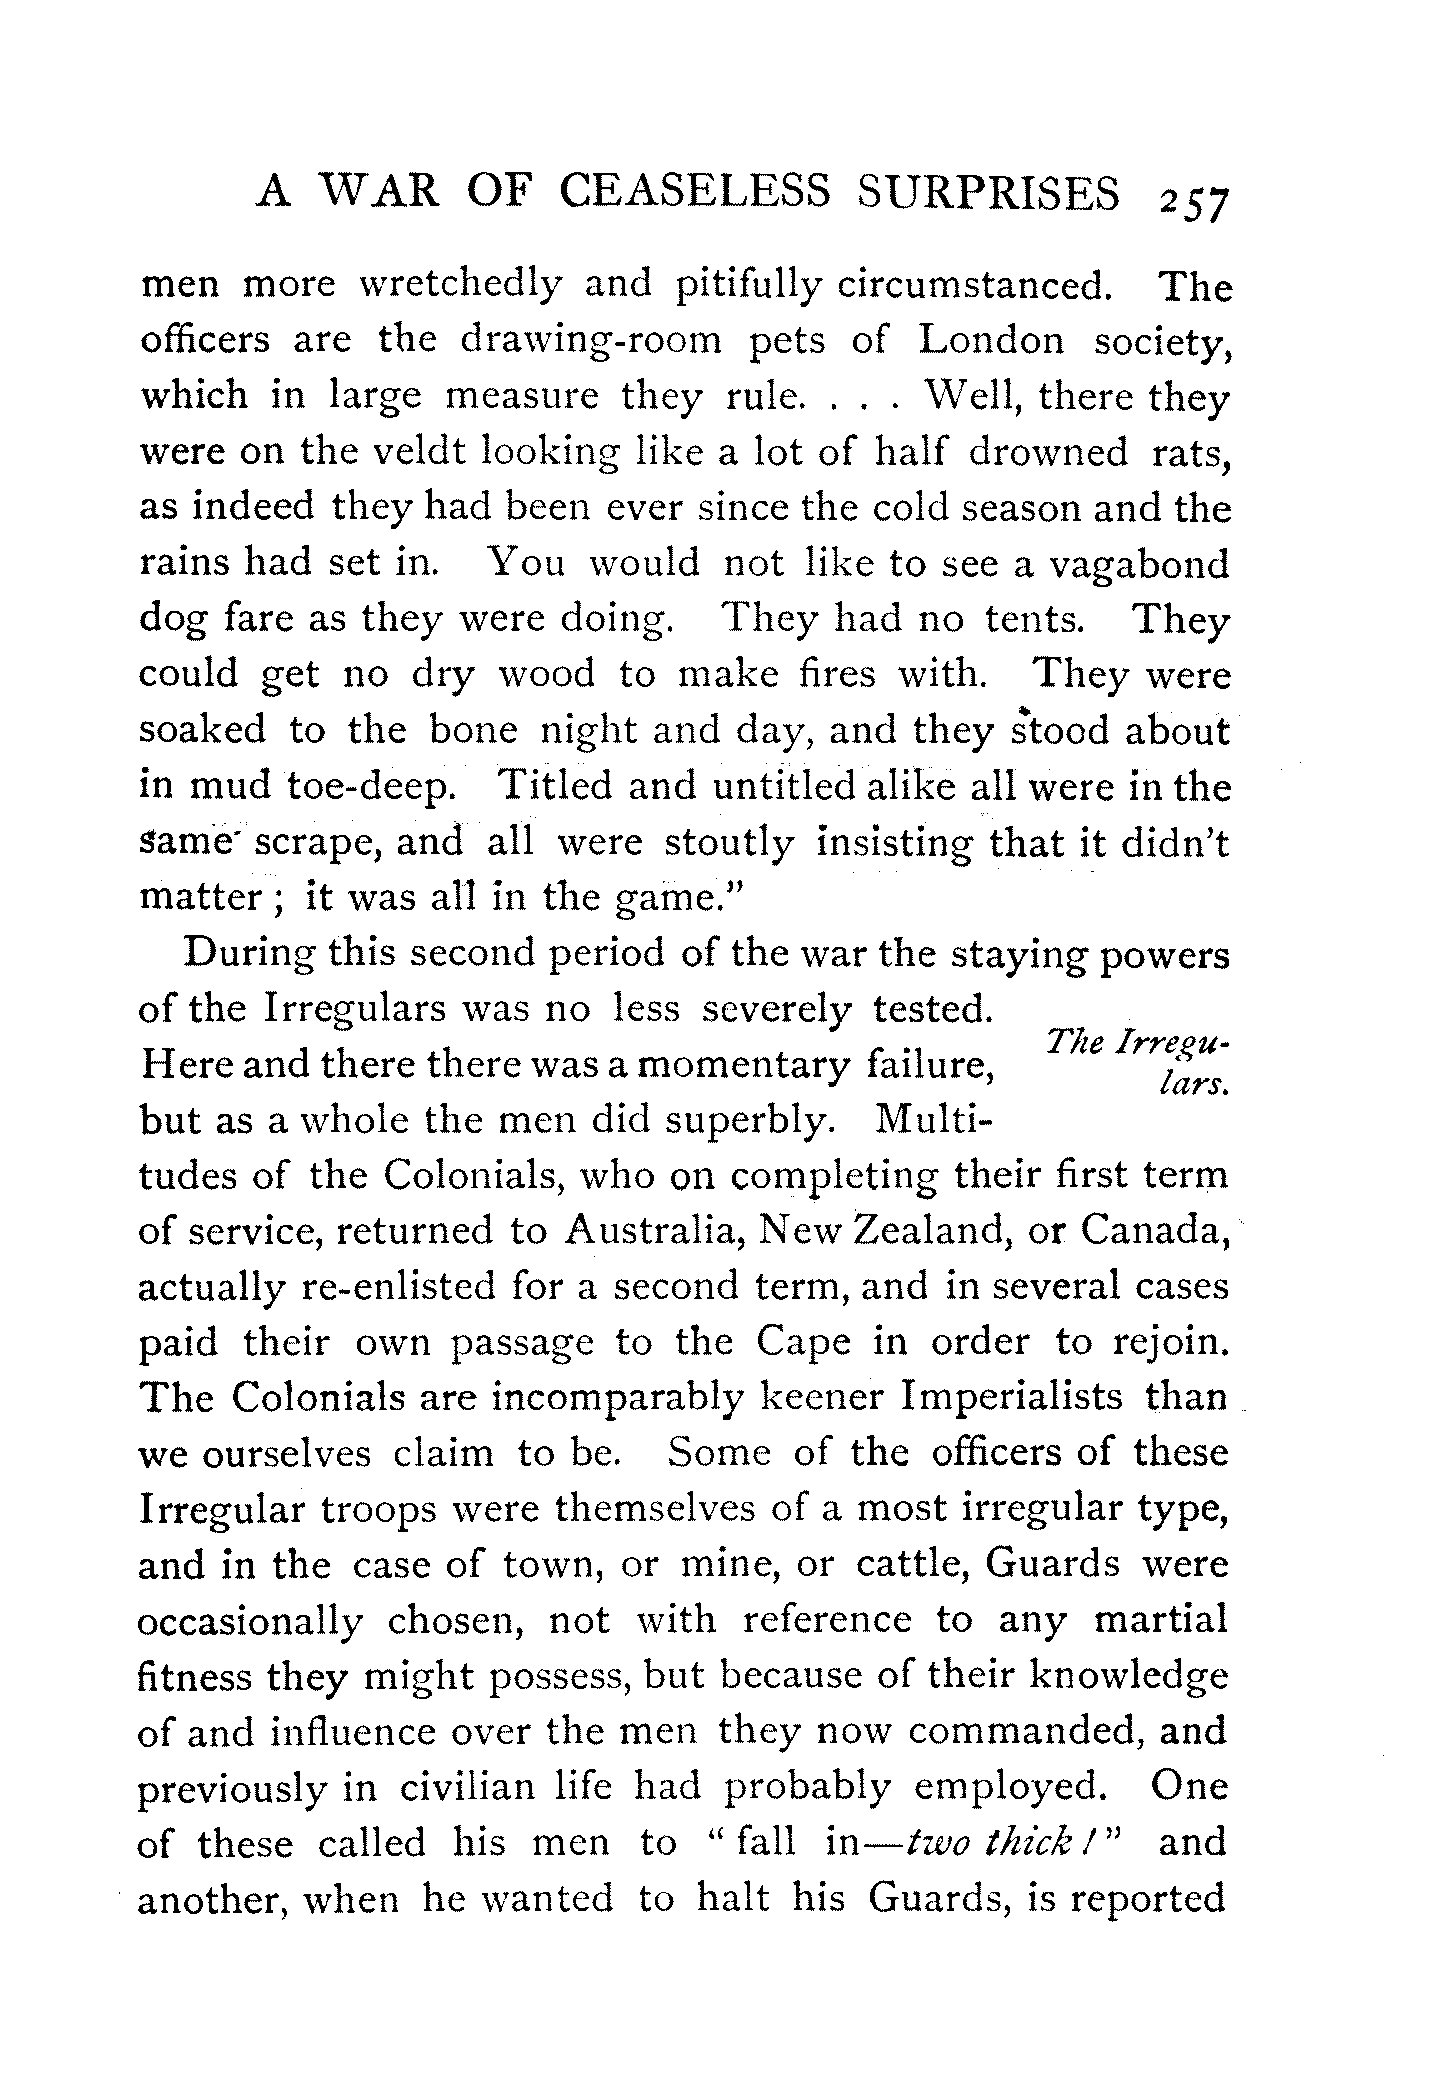 A WAR OF CEASELESS SURPRISES 257
men more wretchedly and pitifully circumstanced. The
officers are the drawing-room pets of London society,
which in large measure they rule. . . . Well, there they
were on the veldt looking like a lot of half drowned rats,
as indeed they had been ever since the cold season and the
rains had set in. You would not like to see a vagabond
dog fare as they were doing. They had no tents. They
could get no dry wood to make fires with. They were
soaked to the bone night and day, and they stood about
in mud toe-deep. Titled and untitled alike all were in the
same scrape, and all were stoutly insisting that it didn't
matter ; it was all in the game."
During this second period of the war the staying powers
of the Irregulars was no less severely tested.
Here and there there was a momentary failure,
but as a whole the men did superbly. Multi-
The Irregu-
lars.
tudes of the Colonials, who on completing their first term
of service, returned to Australia, New Zealand, or Canada,
actually re-enlisted for a second term, and in several cases
paid their own passage to the Cape in order to rejoin.
The Colonials are incomparably keener Imperialists than
we ourselves claim to be. Some of the officers of these
Irregular troops were themselves of a most irregular type,
and in the case of town, or mine, or cattle, Guards were
occasionally chosen, not with reference to any martial
fitness they might possess, but because of their knowledge
of and influence over the men they now commanded, and
previously in civilian life had probably employed. One
of these called his men to " fall in—two thick ! " and
another, when he wanted to halt his Guards, is reported